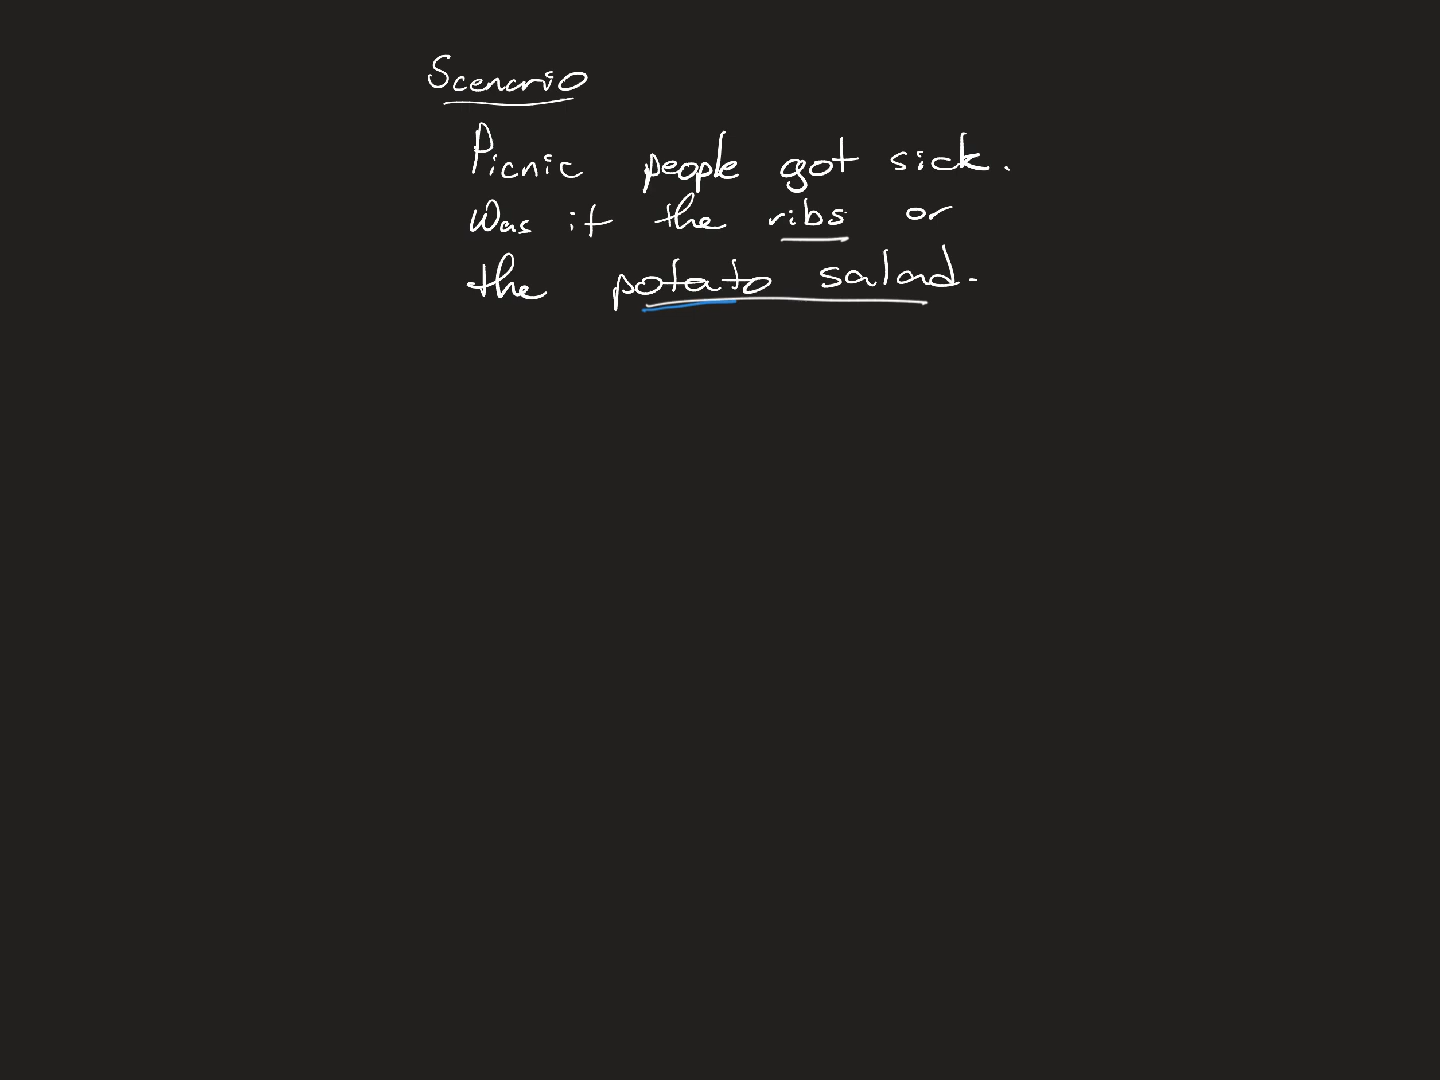 Scenario
Picnic people got sick.
Was it the ribs or
the potato salad.